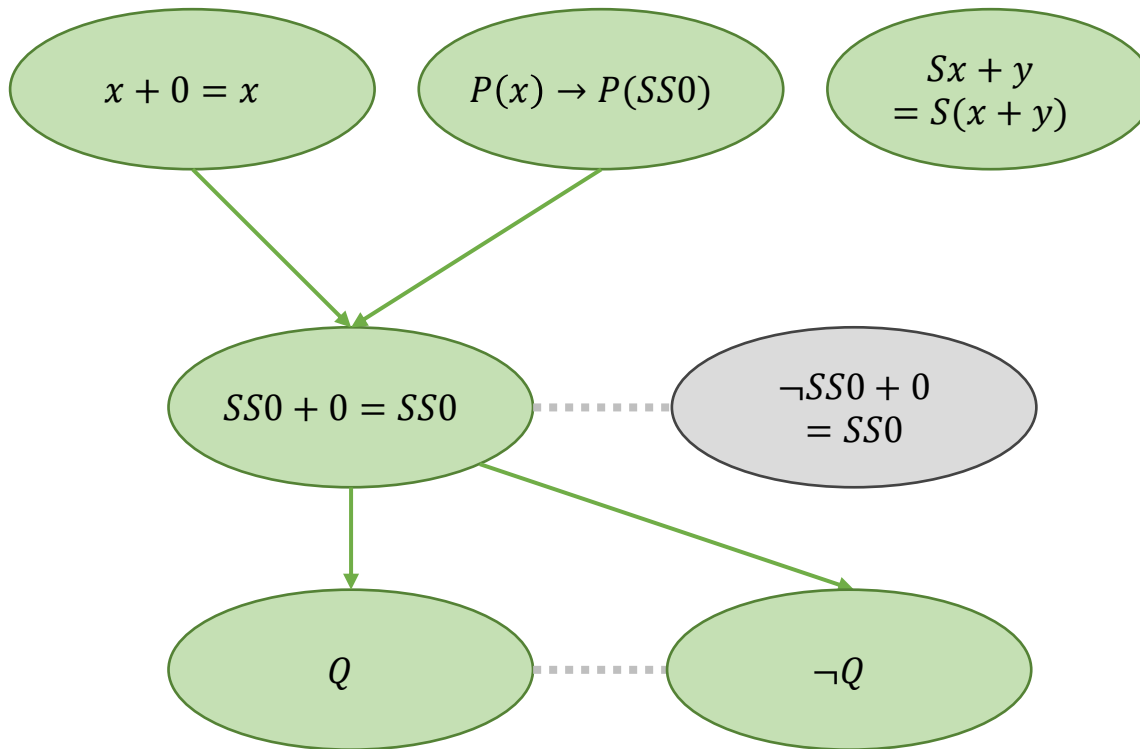 x + 0 = x
P(x) → P(SS0)
Sx + y
= S(x + y)
SS0 + 0 = SS0
¬SS0 + 0
= SS0
Q
¬Q